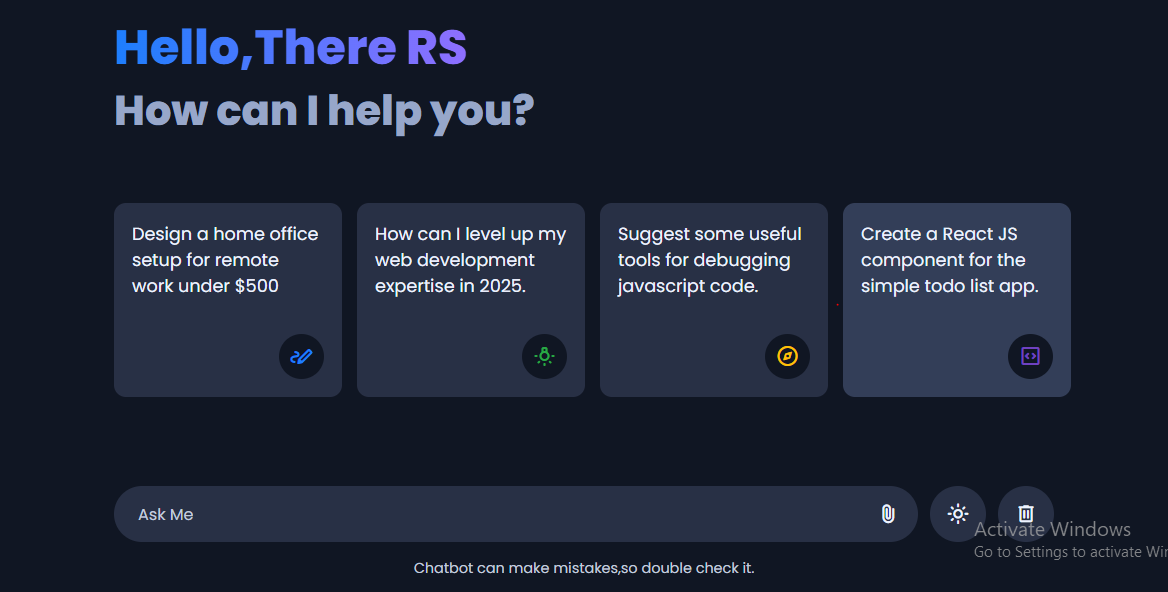 Hello,There RS
How can I help you?
Design a home office
setup for remote
work under $500
How can I level up my
web development
expertise in 2025.
Suggest some useful
tools for debugging
javascript code.
Create a React JS
component for the
simple todo list app.
Ask Me
Activate Windows
Go to Settings to activate
Chatbot can make mistakes,so double check it.